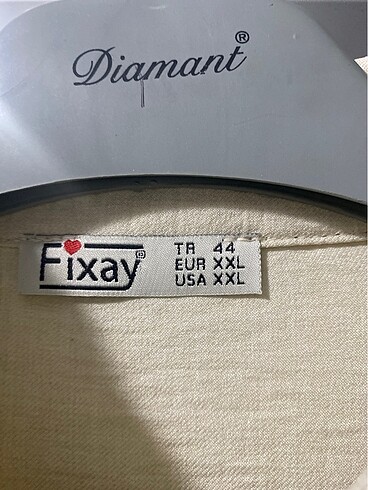 Diamant®
Fixay®
TR 44
EUR XXL
USA XXL